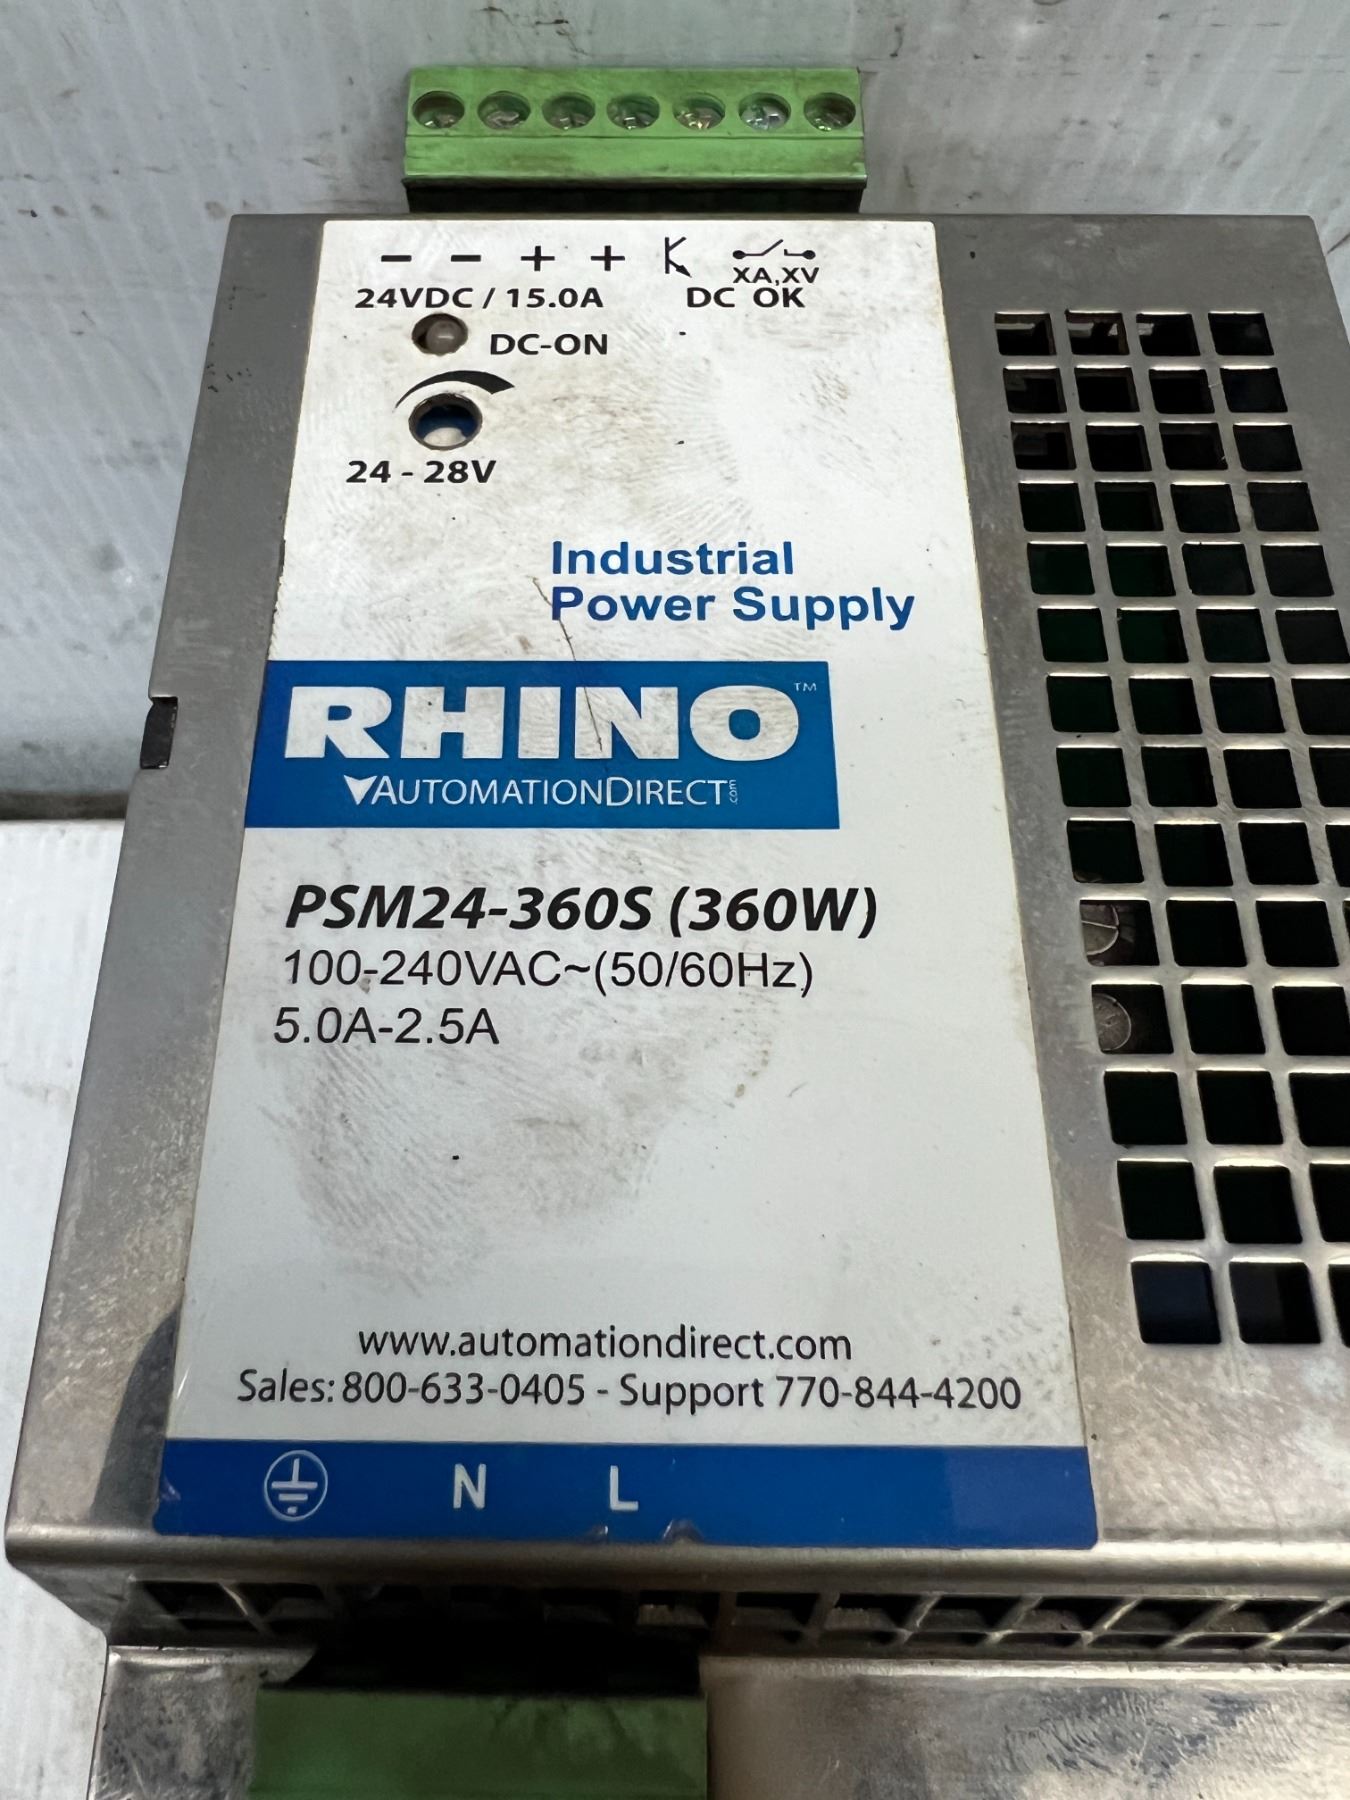 − − + +
XA,XV
24VDC / 15.0A DC OK
DC-ON
24 - 28V
Industrial
Power Supply
RHINO™
AUTOMATIONDIRECT.com
PSM24-360S (360W)
100-240VAC~(50/60Hz)
5.0A-2.5A
www.automationdirect.com
Sales: 800-633-0405 - Support 770-844-4200
N L